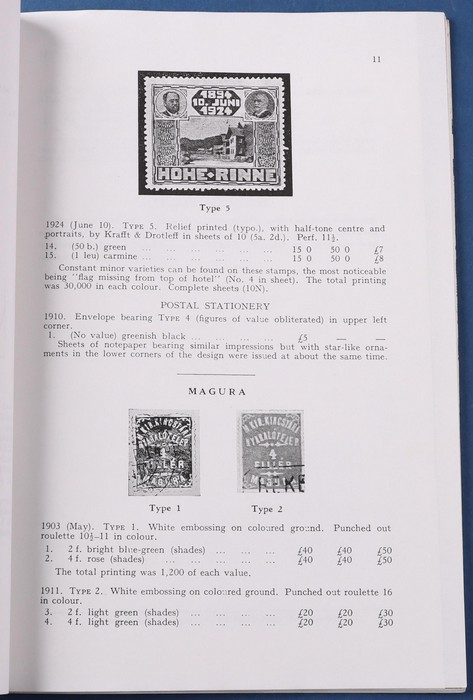 11
1894
10. JUNI
1924
HOHE·RINNE
Type 5
1924 (June 10). TYPE 5. Relief printed (typo.), with half-tone centre and
portraits, by Krafft & Drotleff in sheets of 10 (5a. 2d.). Perf. 11½.
14. (50 b.) green ... ... ... ... 15 0 50 0 £7
15. (1 leu) carmine ... ... ... ... 15 0 50 0 £8
Constant minor varieties can be found on these stamps, the most noticeable
being "flag missing from top of hotel" (No. 4 in sheet). The total printing
was 30,000 in each colour. Complete sheets (10N).
POSTAL STATIONERY
1910. Envelope bearing TYPE 4 (figures of value obliterated) in upper left
corner.
1. (No value) greenish black ... ... ... ... £5 — —
Sheets of notepaper bearing similar impressions but with star-like orna-
ments in the lower corners of the design were issued at about the same time.
MAGURA
4
FILLÉR
4
FILLÉR
Type 1 Type 2
1903 (May). TYPE 1. White embossing on coloured ground. Punched out
roulette 10½–11 in colour.
1. 2 f. bright blue-green (shades) ... ... ... £40 £40 £50
2. 4 f. rose (shades) ... ... ... ... £40 £40 £50
The total printing was 1,200 of each value.
1911. TYPE 2. White embossing on coloured ground. Punched out roulette 16
in colour.
3. 2 f. light green (shades) ... ... ... ... £20 £20 £30
4. 4 f. light green (shades) ... ... ... ... £20 £20 £30